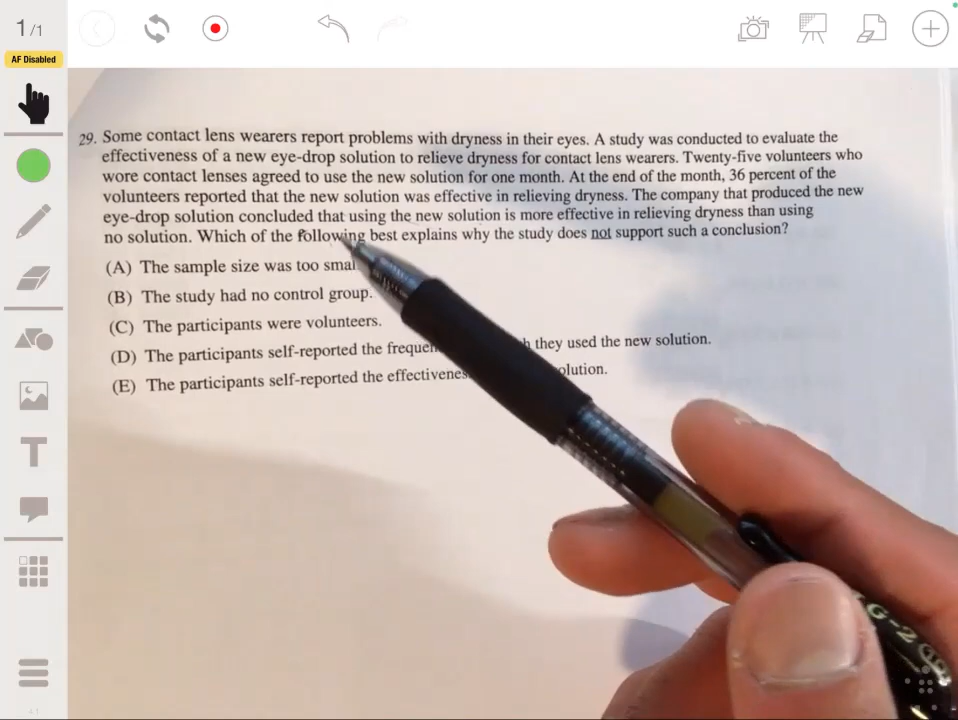 1/1
AF Disabled
29. Some contact lens wearers report problems with dryness in their eyes. A study was conducted to evaluate the
effectiveness of a new eye-drop solution to relieve dryness for contact lens wearers. Twenty-five volunteers who
wore contact lenses agreed to use the new solution for one month. At the end of the month, 36 percent of the
volunteers reported that the new solution was effective in relieving dryness. The company that produced the new
eye-drop solution concluded that using the new solution is more effective in relieving dryness than using
no solution. Which of the following best explains why the study does not support such a conclusion?
(A) The sample size was too smal
(B) The study had no control group.
(C) The participants were volunteers.
(D) The participants self-reported the frequen they used the new solution.
(E) The participants self-reported the effectivenes olution.
T
G-2 10